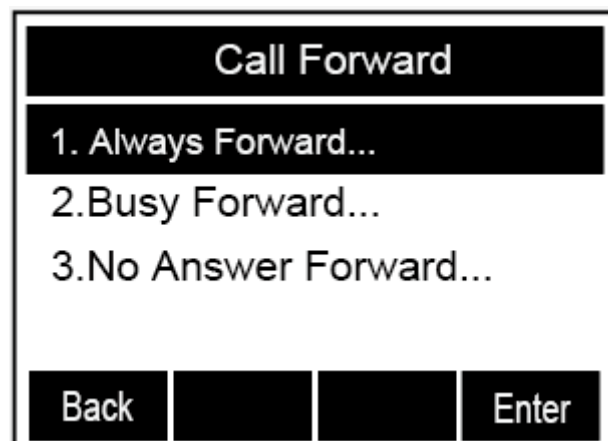 Call Forward
1. Always Forward...
2.Busy Forward...
3.No Answer Forward...
Back Enter